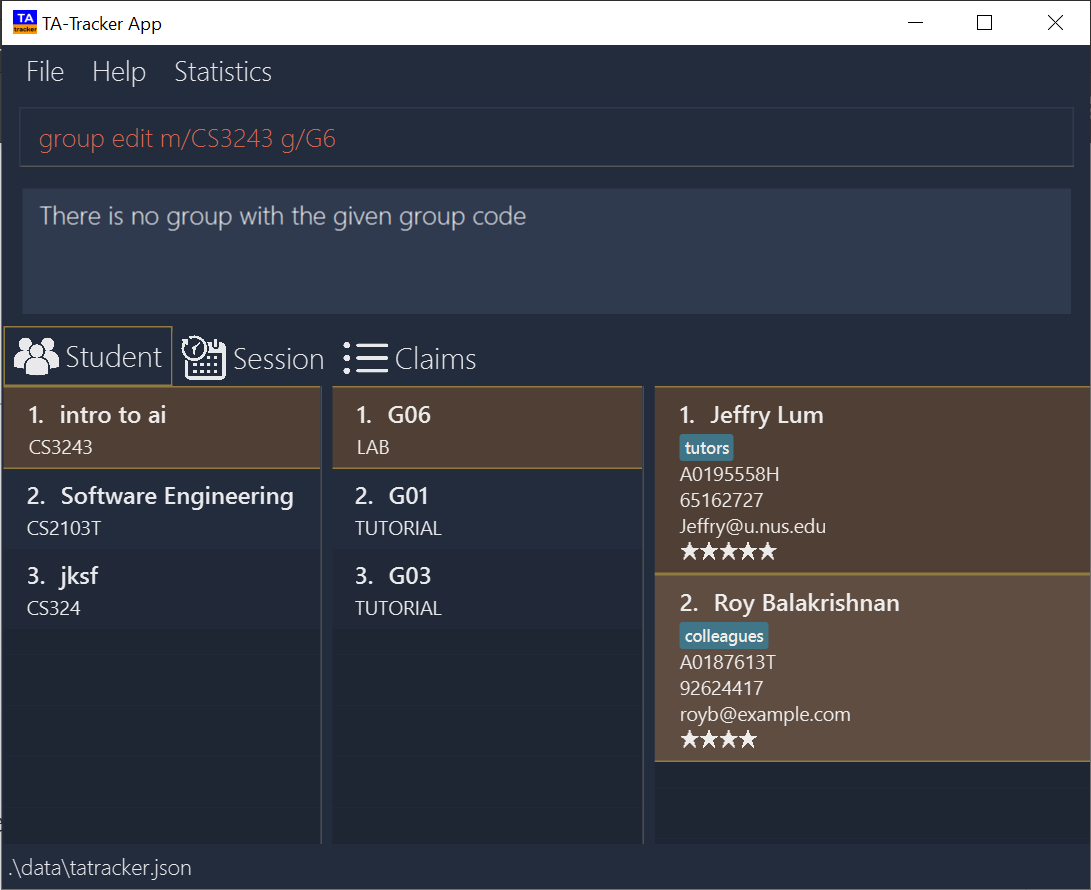 TA
tracker
TA-Tracker App
File Help Statistics
group edit m/CS3243 g/G6
There is no group with the given group code
Student Session Claims
1. intro to ai
CS3243
2. Software Engineering
CS2103T
3. jksf
CS324
1. G06
LAB
2. G01
TUTORIAL
3. G03
TUTORIAL
1. Jeffry Lum
tutors
A0195558H
65162727
Jeffry@u.nus.edu
★★★★★
2. Roy Balakrishnan
colleagues
A0187613T
92624417
royb@example.com
★★★★
.\data\tatracker.json